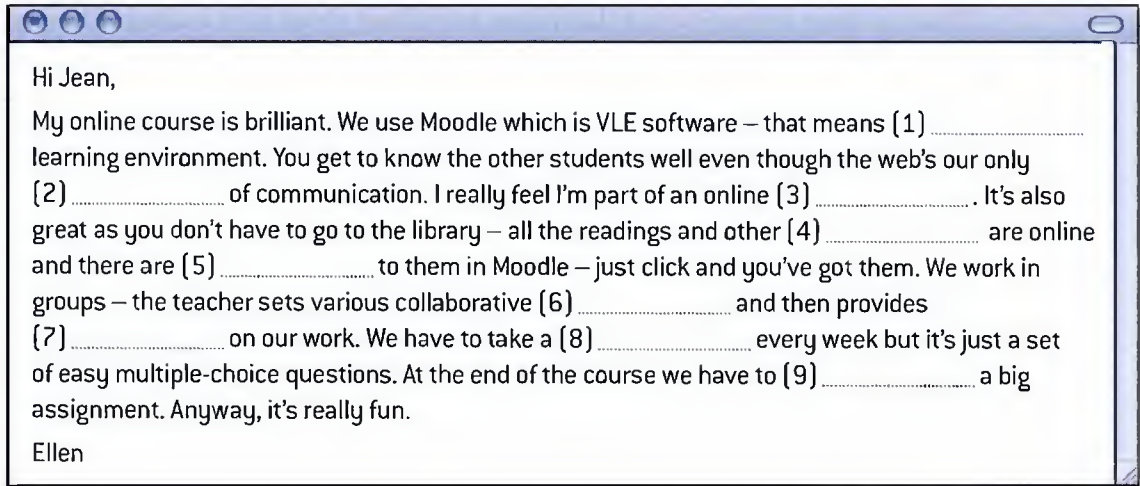 Hi Jean,
My online course is brilliant. We use Moodle which is VLE software – that means (1) ....................
learning environment. You get to know the other students well even though the web's our only
(2) .................... of communication. I really feel I'm part of an online (3) .................... . It's also
great as you don't have to go to the library – all the readings and other (4) .................... are online
and there are (5) .................... to them in Moodle – just click and you've got them. We work in
groups – the teacher sets various collaborative (6) .................... and then provides
(7) .................... on our work. We have to take a (8) .................... every week but it's just a set
of easy multiple-choice questions. At the end of the course we have to (9) .................... a big
assignment. Anyway, it's really fun.
Ellen